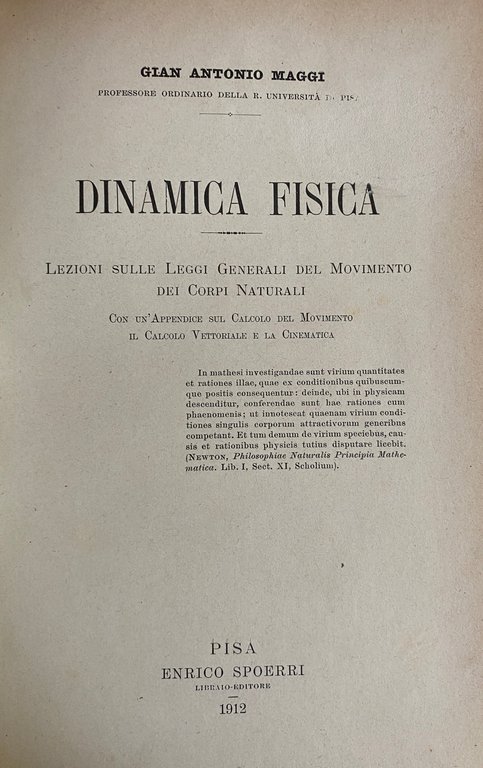 GIAN ANTONIO MAGGI
PROFESSORE ORDINARIO DELLA R. UNIVERSITÀ DI PISA
DINAMICA FISICA
LEZIONI SULLE LEGGI GENERALI DEL MOVIMENTO
DEI CORPI NATURALI
CON UN'APPENDICE SUL CALCOLO DEL MOVIMENTO
IL CALCOLO VETTORIALE E LA CINEMATICA
In mathesi investigandae sunt virium quantitates
et rationes illae, quae ex conditionibus quibuscum-
que positis consequentur: deinde, ubi in physicam
descenditur, conferendae sunt hae rationes cum
phaenomenis; ut innotescat quaenam virium condi-
tiones singulis corporum attractivorum generibus
competant. Et tum demum de virium speciebus, cau-
sis et rationibus physicis tutius disputare licebit.
(NEWTON, Philosophiae Naturalis Principia Mathe-
matica. Lib. I, Sect. XI, Scholium).
PISA
ENRICO SPOERRI
LIBRAIO-EDITORE
1912